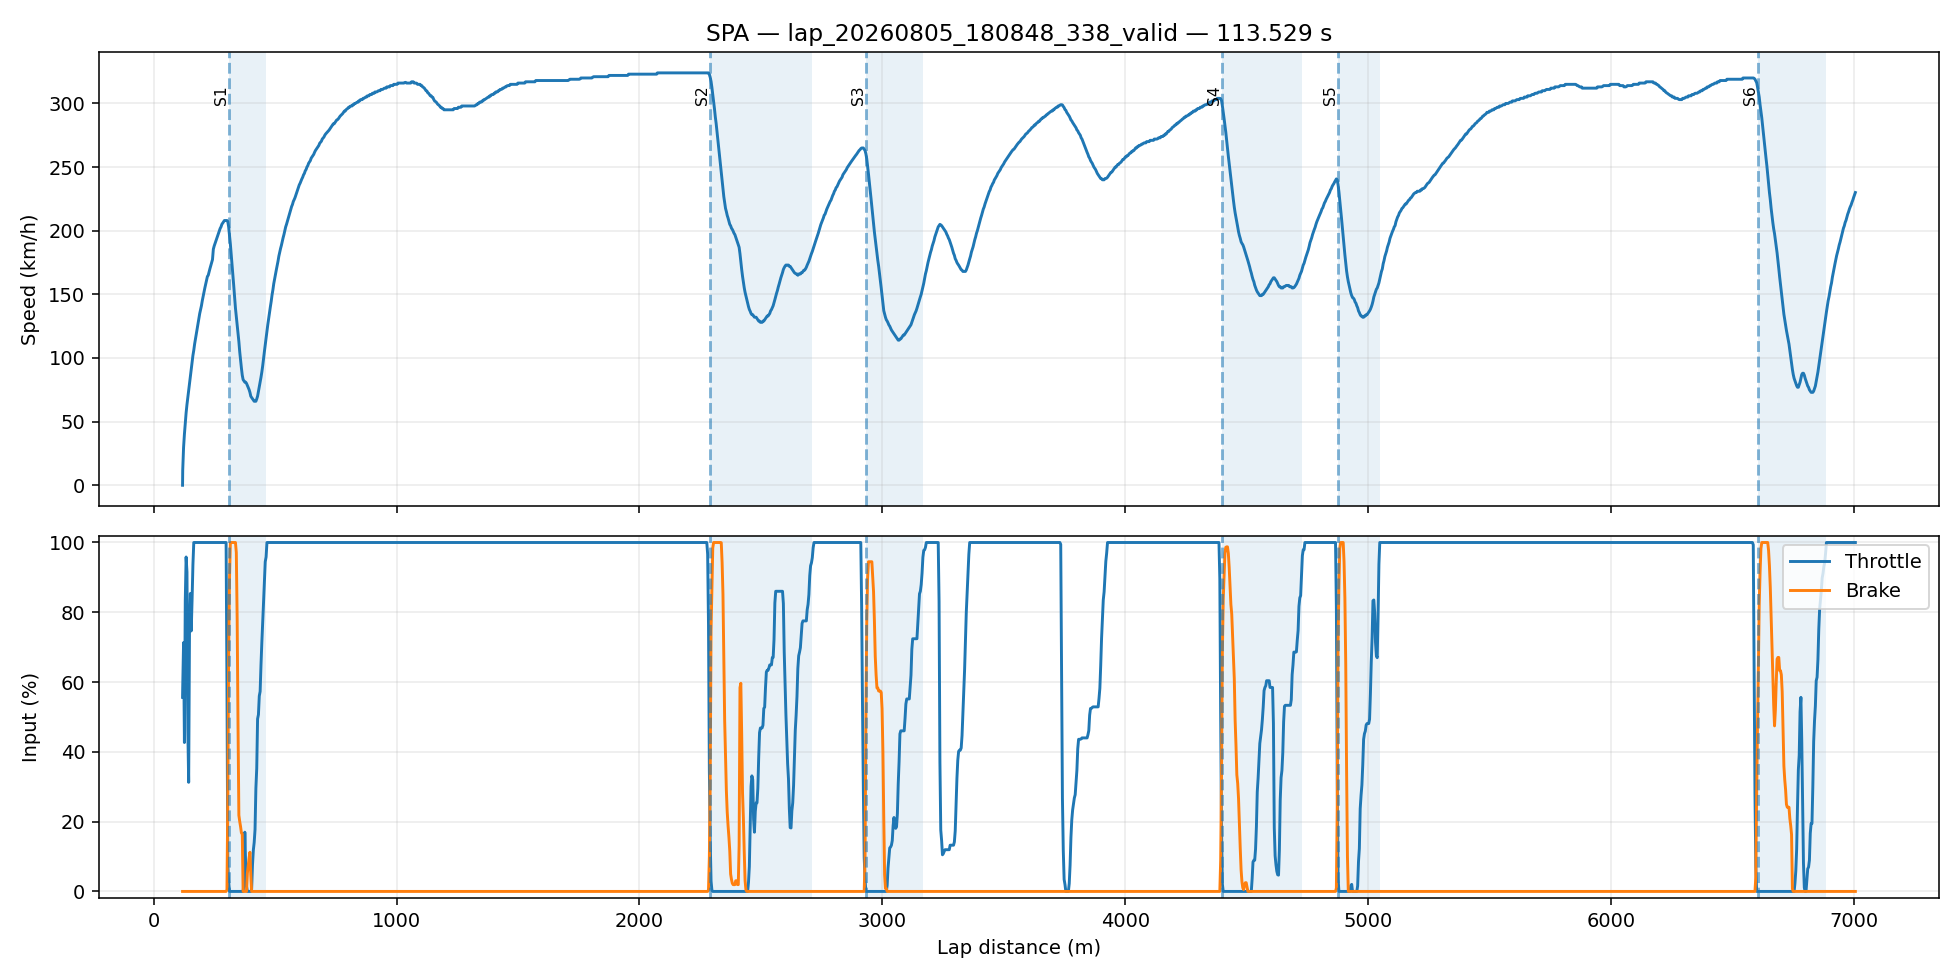 SPA — lap_20260805_180848_338_valid — 113.529 s
Speed (km/h)
300
250
200
150
100
50
0
S1
S2
S3
S4
S5
S6
Input (%)
100
80
60
40
20
0
Throttle
Brake
0 1000 2000 3000 4000 5000 6000 7000
Lap distance (m)